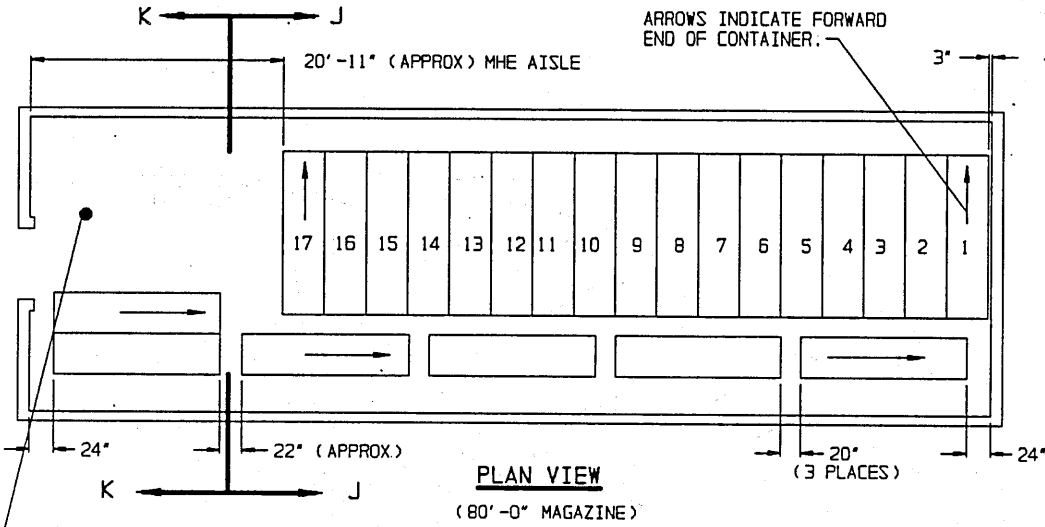 K J
ARROWS INDICATE FORWARD
END OF CONTAINER.
20'-11" (APPROX) MHE AISLE
3"
17 16 15 14 13 12 11 10 9 8 7 6 5 4 3 2 1
24"
22" (APPROX.)
20"
(3 PLACES)
24"
K J
PLAN VIEW
(80'-0" MAGAZINE)